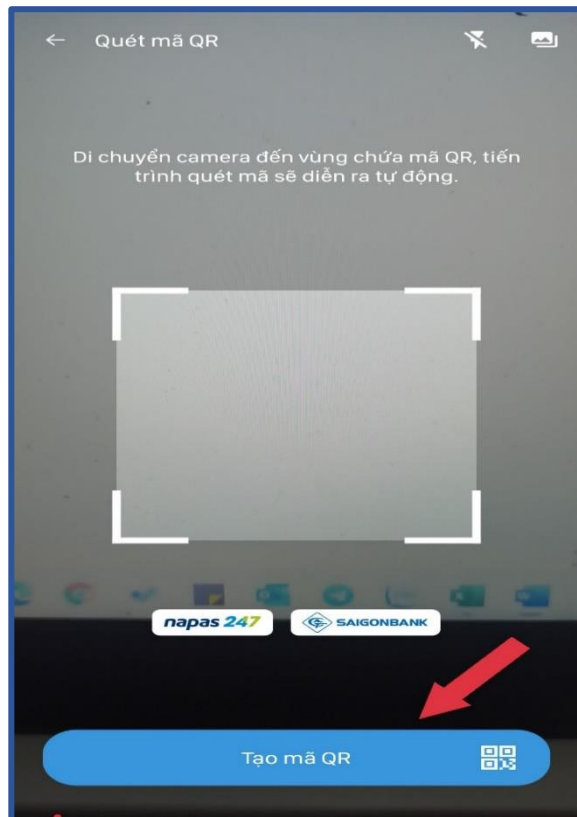 Quét mã QR
Di chuyển camera đến vùng chứa mã QR, tiến
trình quét mã sẽ diễn ra tự động.
napas 247
SAIGONBANK
Tạo mã QR